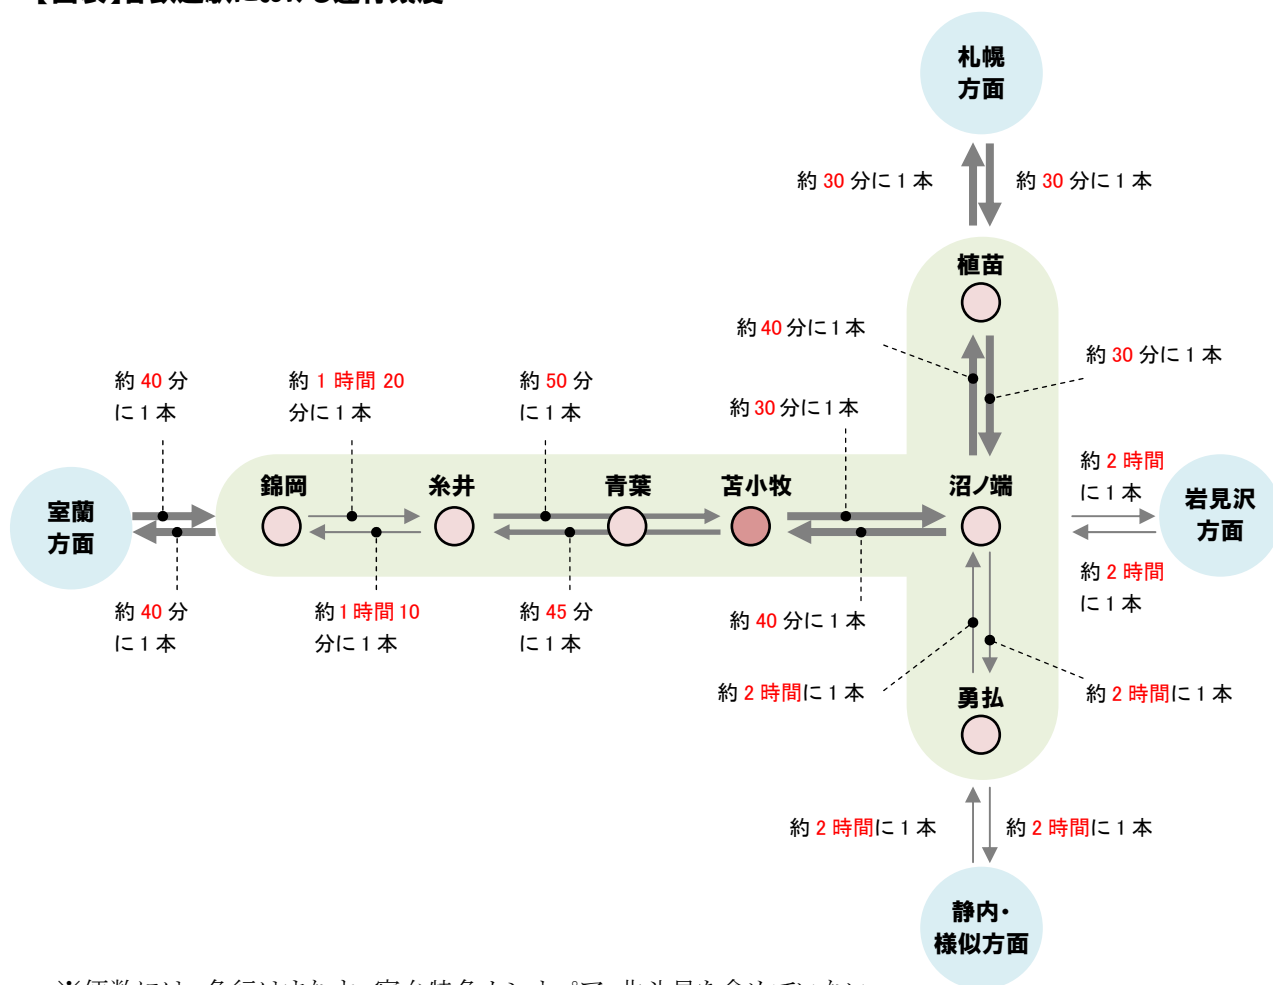 札幌
方面
約 30 分に 1 本
約 30 分に 1 本
植苗
約 40 分に 1 本
約 30 分に 1 本
約 40 分
に 1 本
約 1 時間 20
分に 1 本
約 50 分
に 1 本
約 30 分に 1 本
室蘭
方面
錦岡
糸井
青葉
苫小牧
沼ノ端
約 2 時間
に 1 本
岩見沢
方面
約 40 分
に 1 本
約 1 時間 10
分に 1 本
約 45 分
に 1 本
約 40 分に 1 本
約 2 時間
に 1 本
約 2 時間に 1 本
約 2 時間に 1 本
勇払
約 2 時間に 1 本
約 2 時間に 1 本
静内・
様似方面